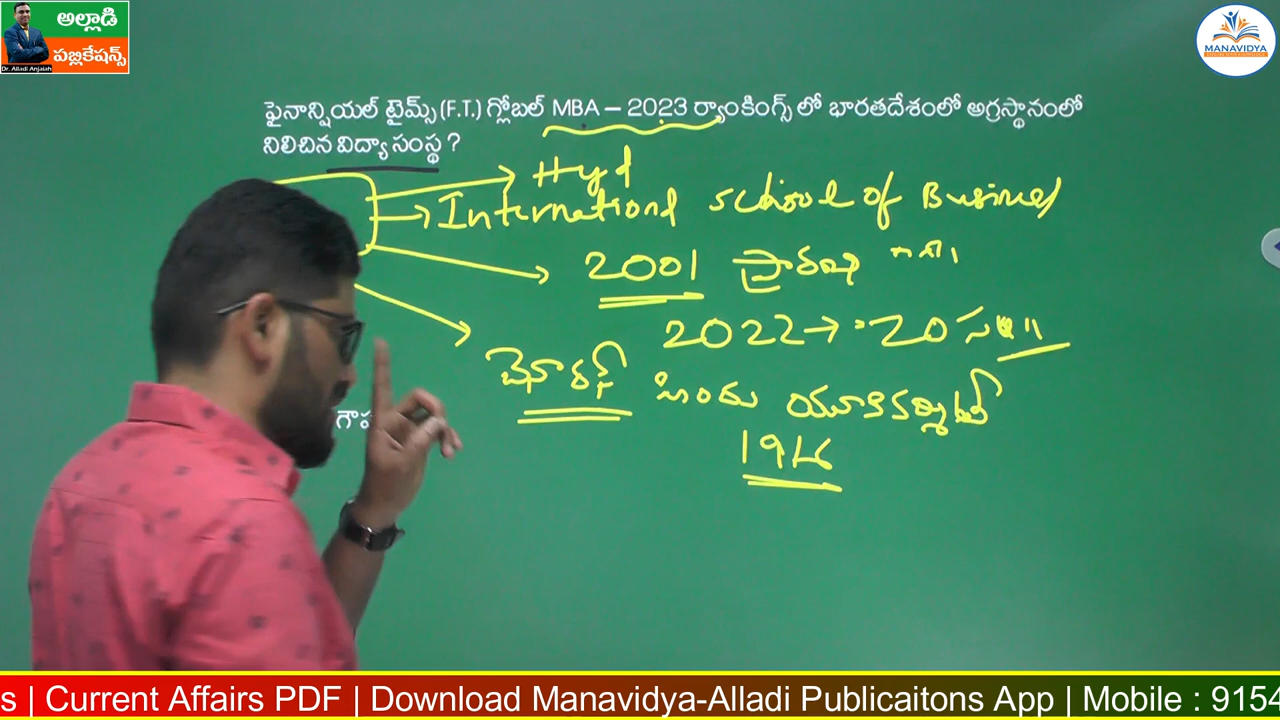 అల్లాడి
పబ్లికేషన్స్
Dr. Alladi Anjaiah
MANAVIDYA
ఫైనాన్షియల్ టైమ్స్ (F.T.) గ్లోబల్ MBA – 2023 ర్యాంకింగ్స్ లో భారతదేశంలో అగ్రస్థానంలో
నిలిచిన విద్యా సంస్థ ?
Hyd
International School of Business
2001 ప్రారంభ
2022 → 20
బెనారస్ హిందు యూనివర్సిటీ
1916
s | Current Affairs PDF | Download Manavidya-Alladi Publicaitons App | Mobile : 9154